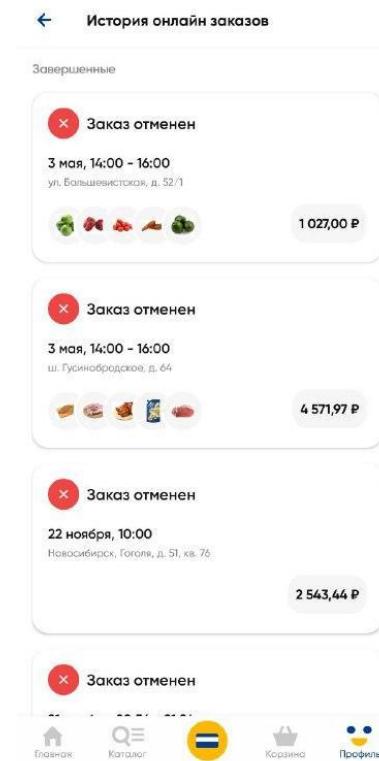 История онлайн заказов
Завершенные
Заказ отменен
3 мая, 14:00 - 16:00
ул. Большевистская, д. 52/1
1 027,00 ₽
Заказ отменен
3 мая, 14:00 - 16:00
ш. Гусинобродское, д. 64
4 571,97 ₽
Заказ отменен
22 ноября, 10:00
Новосибирск, Гоголя, д. 51, кв. 76
2 543,44 ₽
Заказ отменен
Главная
Каталог
Корзина
Профиль